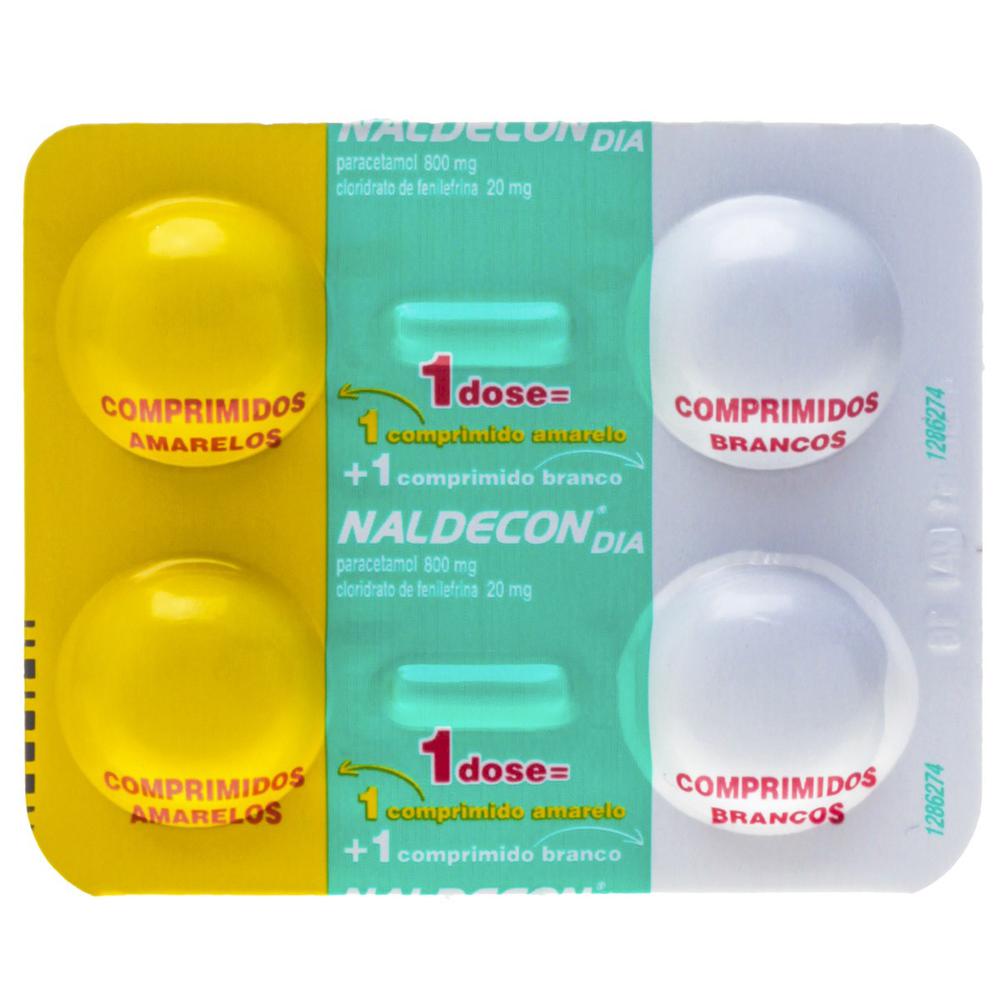 NALDECON DIA
paracetamol 800 mg
cloridrato de fenilefrina 20 mg
COMPRIMIDOS
AMARELOS
1 dose=
1 comprimido amarelo
+1 comprimido branco
COMPRIMIDOS
BRANCOS
1286274
NALDECON® DIA
paracetamol 800 mg
cloridrato de fenilefrina 20 mg
COMPRIMIDOS
AMARELOS
1 dose=
1 comprimido amarelo
+1 comprimido branco
COMPRIMIDOS
BRANCOS
1286274
NALDECON®